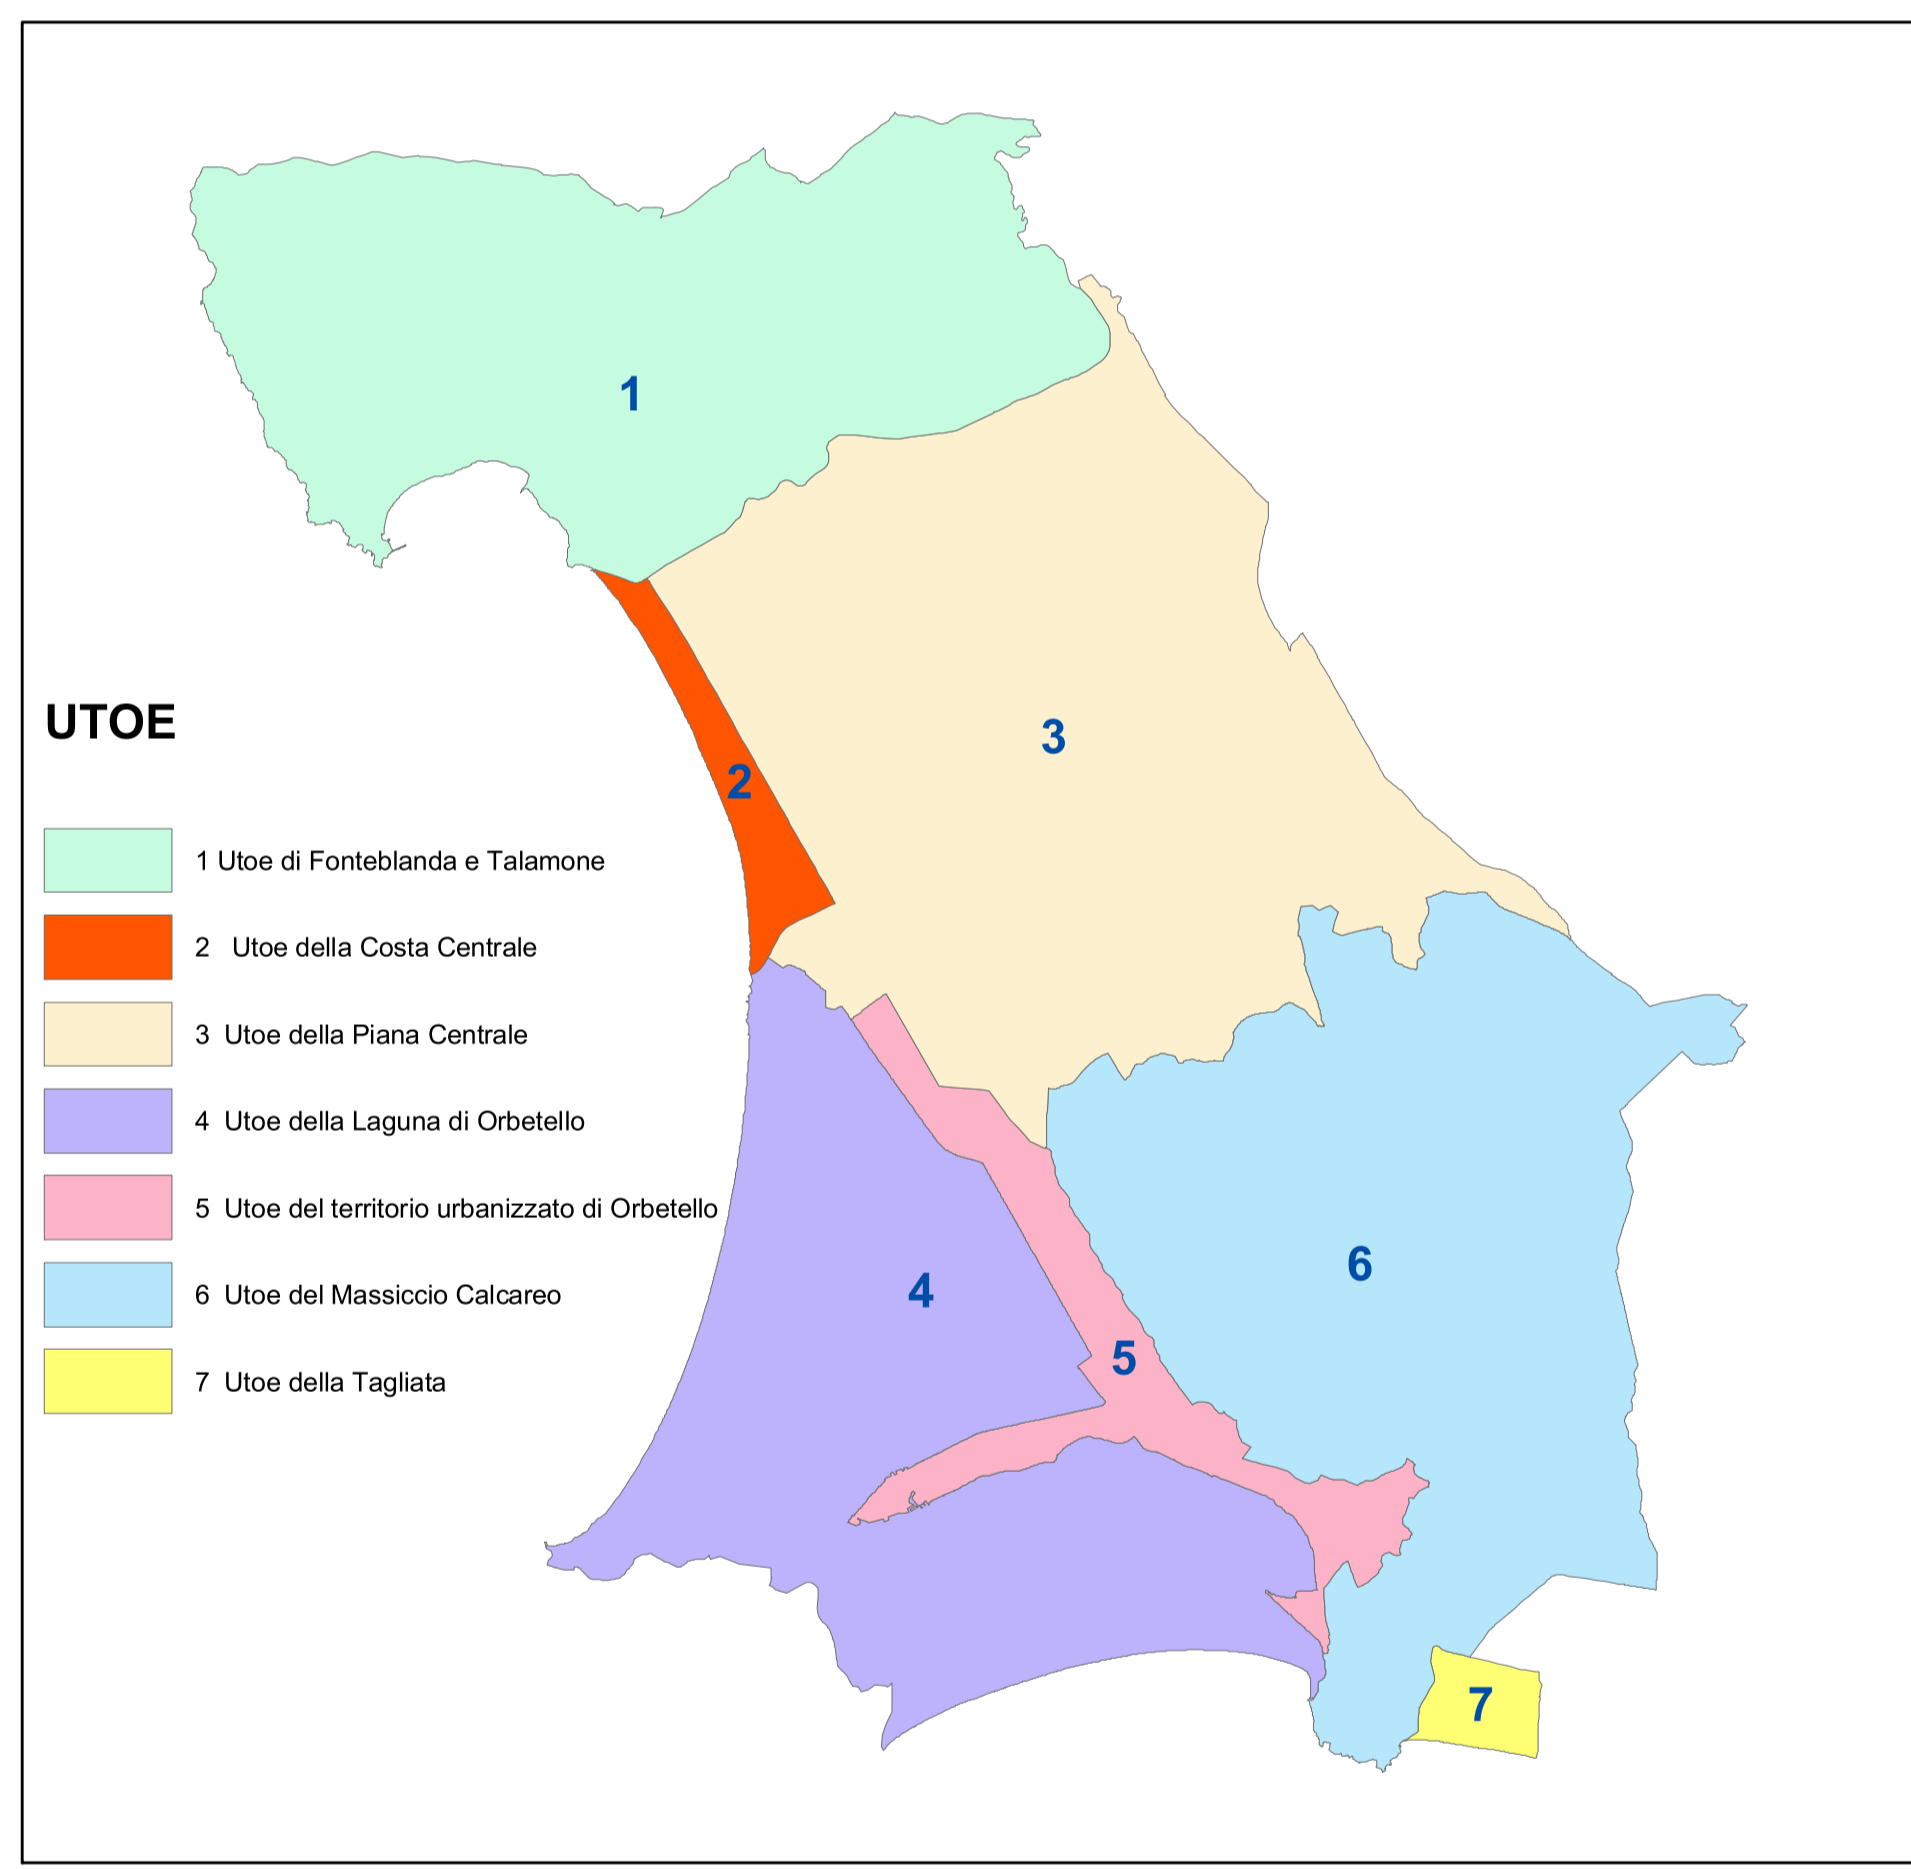 1
3
UTOE
2
1 Utoe di Fonteblanda e Talamone
2 Utoe della Costa Centrale
3 Utoe della Piana Centrale
4 Utoe della Laguna di Orbetello
5 Utoe del territorio urbanizzato di Orbetello
6 Utoe del Massiccio Calcareo
7 Utoe della Tagliata
6
4
5
7